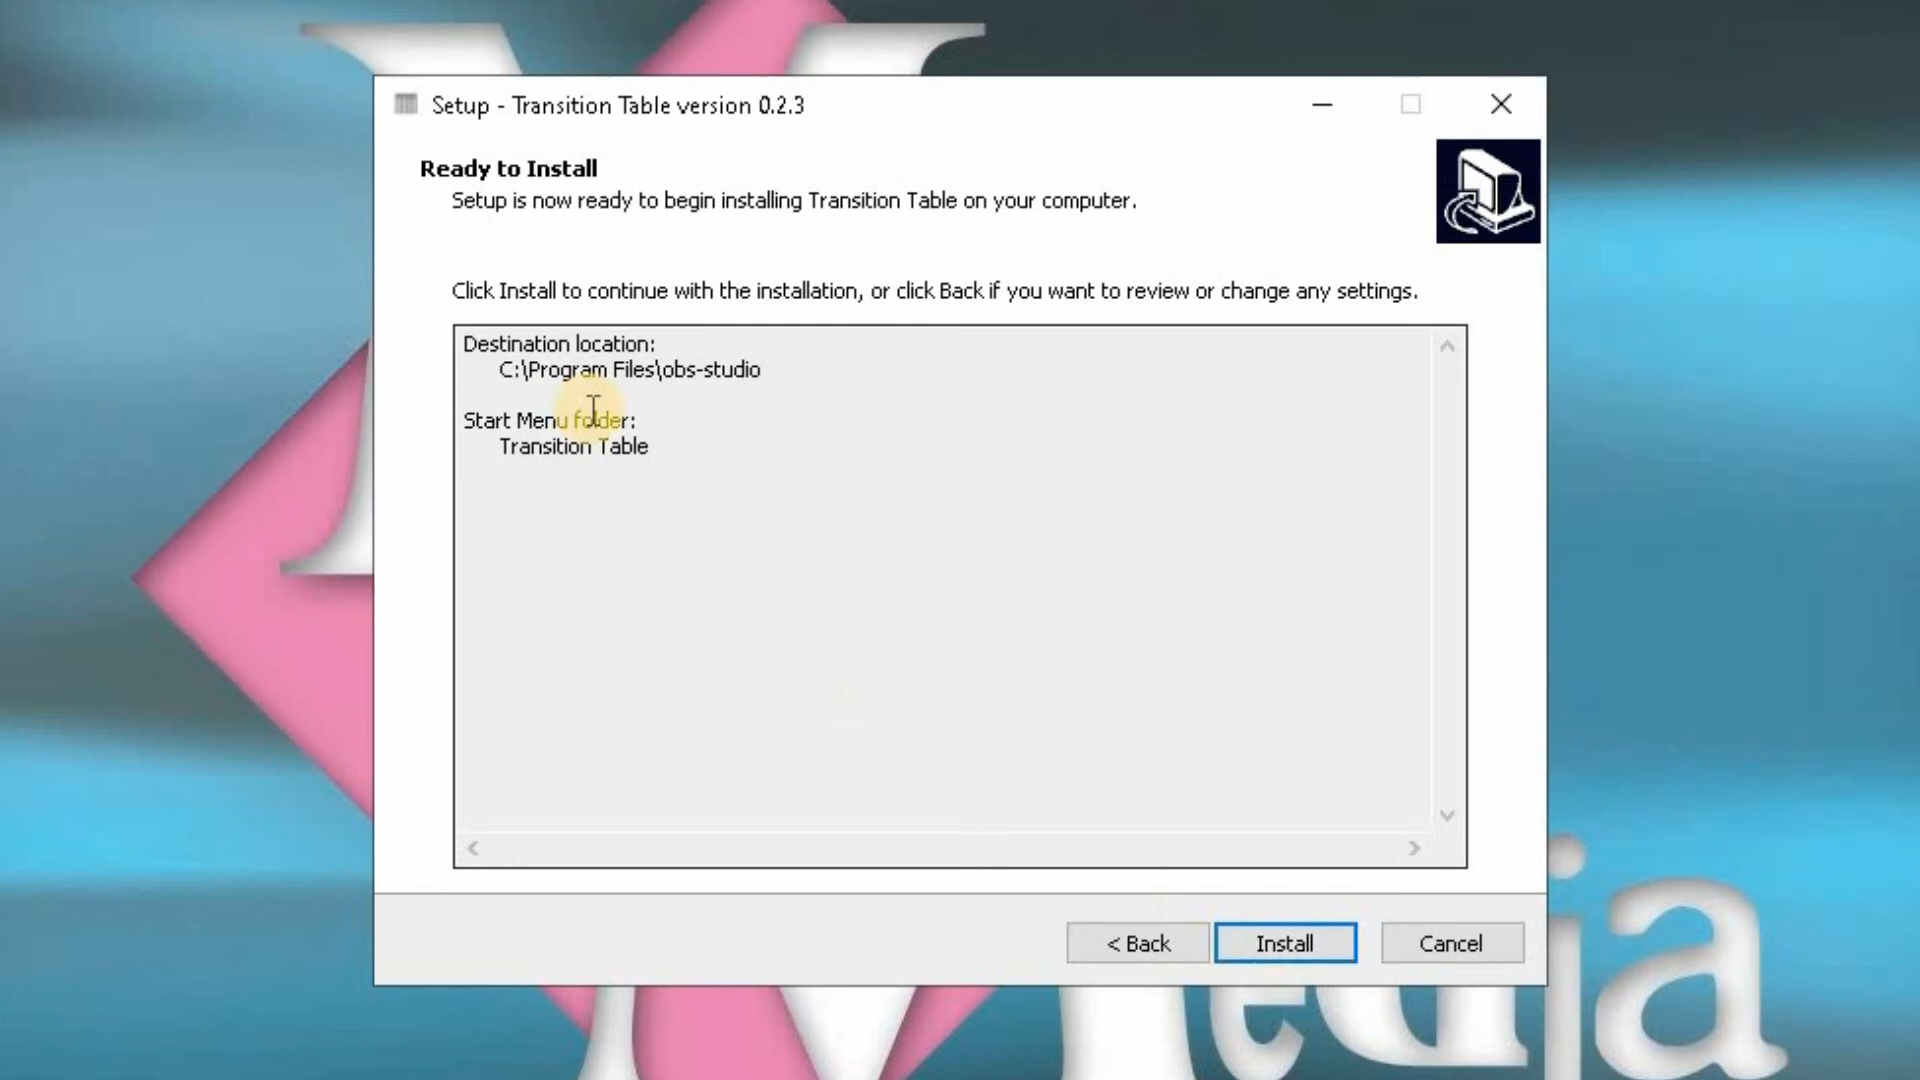 Setup - Transition Table version 0.2.3
Ready to Install
Setup is now ready to begin installing Transition Table on your computer.
Click Install to continue with the installation, or click Back if you want to review or change any settings.
Destination location:
C:\Program Files\obs-studio
Start Menu folder:
Transition Table
< Back
Install
Cancel